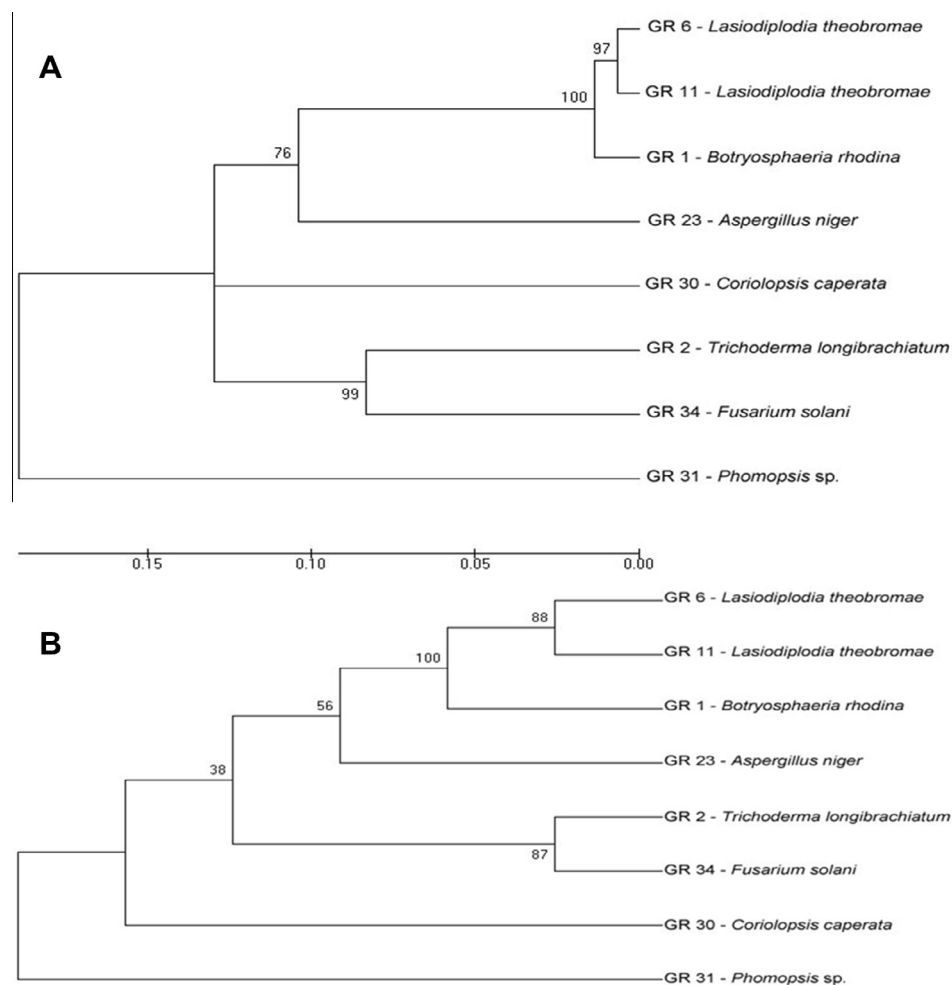 A
GR 6 - Lasiodiplodia theobromae
97
GR 11 - Lasiodiplodia theobromae
100
GR 1 - Botryosphaeria rhodina
76
GR 23 - Aspergillus niger
GR 30 - Coriolopsis caperata
GR 2 - Trichoderma longibrachiatum
99
GR 34 - Fusarium solani
GR 31 - Phomopsis sp.
0.15 0.10 0.05 0.00
B
GR 6 - Lasiodiplodia theobromae
88
GR 11 - Lasiodiplodia theobromae
100
GR 1 - Botryosphaeria rhodina
56
GR 23 - Aspergillus niger
38
GR 2 - Trichoderma longibrachiatum
87
GR 34 - Fusarium solani
GR 30 - Coriolopsis caperata
GR 31 - Phomopsis sp.